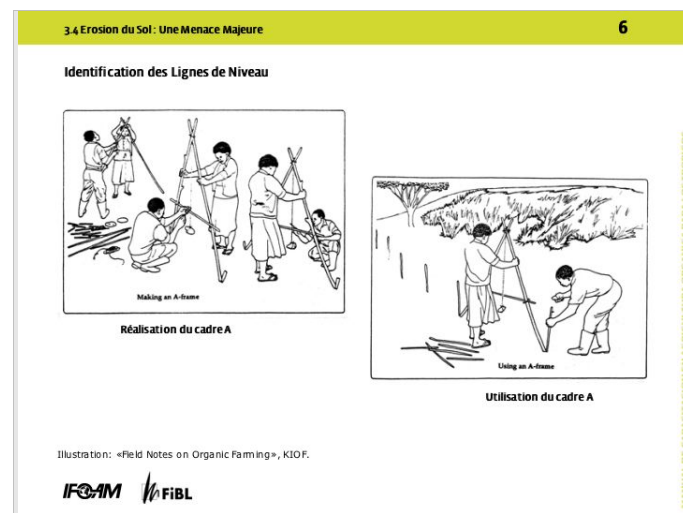 3.4 Erosion du Sol: Une Menace Majeure
6
Identification des Lignes de Niveau
Making an A-frame
Réalisation du cadre A
Using an A-frame
Utilisation du cadre A
Illustration: «Field Notes on Organic Farming», KIOF.
IFOAM FiBL